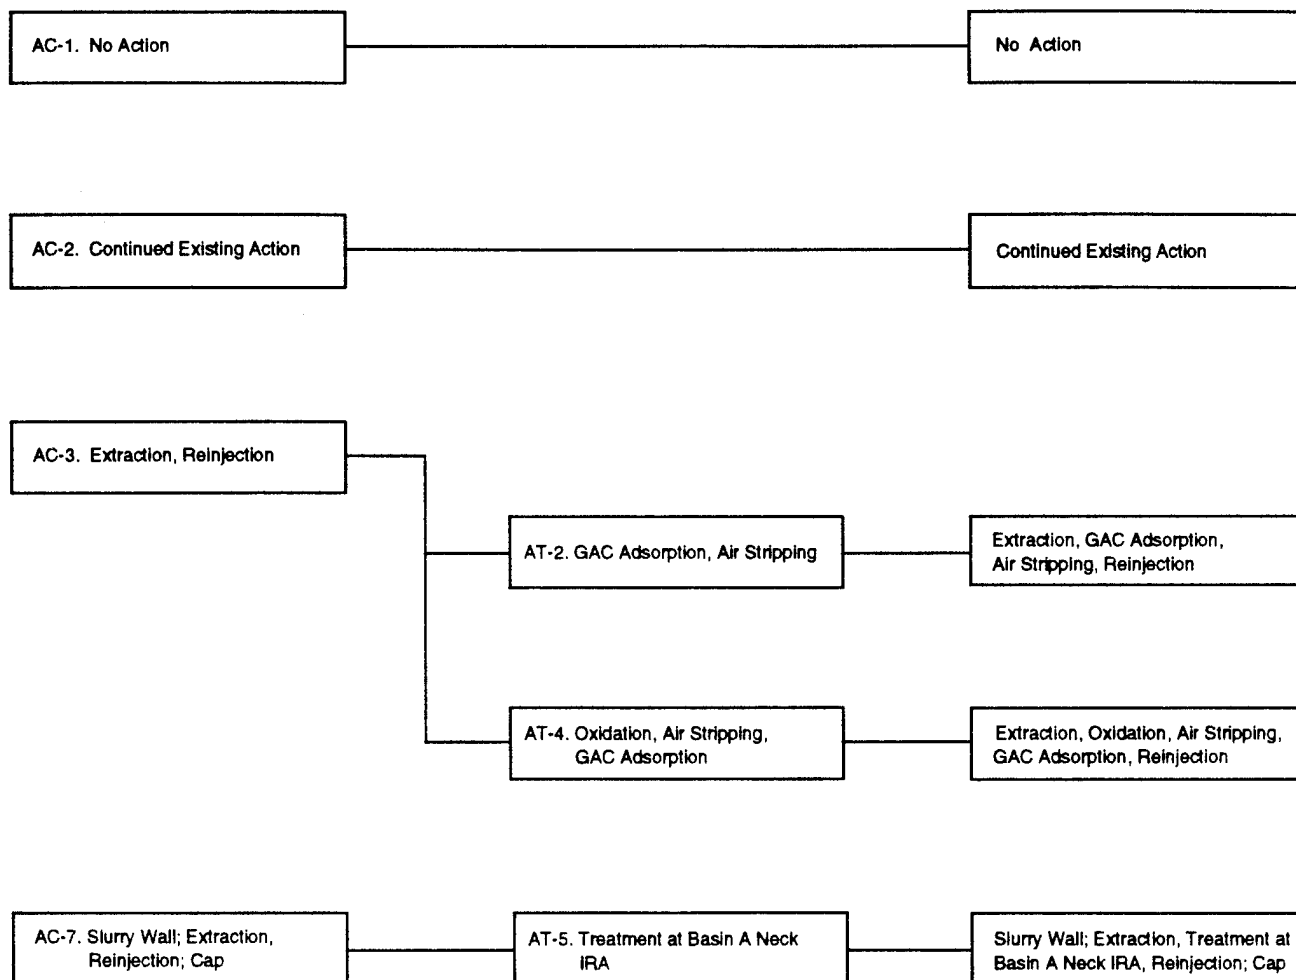 AC-1. No Action
No Action
AC-2. Continued Existing Action
Continued Existing Action
AC-3. Extraction, Reinjection
AT-2. GAC Adsorption, Air Stripping
Extraction, GAC Adsorption,
Air Stripping, Reinjection
AT-4. Oxidation, Air Stripping,
GAC Adsorption
Extraction, Oxidation, Air Stripping,
GAC Adsorption, Reinjection
AC-7. Slurry Wall; Extraction,
Reinjection; Cap
AT-5. Treatment at Basin A Neck
IRA
Slurry Wall; Extraction, Treatment at
Basin A Neck IRA, Reinjection; Cap